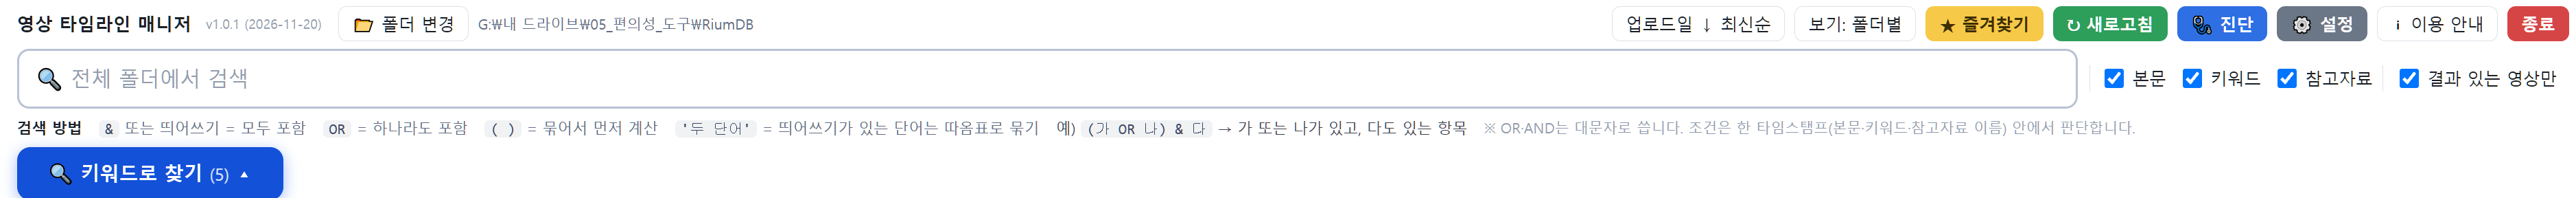 영상 타임라인 매니저 v1.0.1 (2026-11-20) 폴더 변경 G:₩내 드라이브₩05_편의성_도구₩RiumDB 업로드일 ↓ 최신순 보기: 폴더별 ★ 즐겨찾기 ↻ 새로고침 진단 설정 i 이용 안내 종료
전체 폴더에서 검색 본문 키워드 참고자료 결과 있는 영상만
검색 방법 & 또는 띄어쓰기 = 모두 포함 OR = 하나라도 포함 ( ) = 묶어서 먼저 계산 '두 단어' = 띄어쓰기가 있는 단어는 따옴표로 묶기 예) (가 OR 나) & 다 → 가 또는 나가 있고, 다도 있는 항목 ※ OR·AND는 대문자로 씁니다. 조건은 한 타임스탬프(본문·키워드·참고자료 이름) 안에서 판단합니다.
키워드로 찾기 (5) ▲